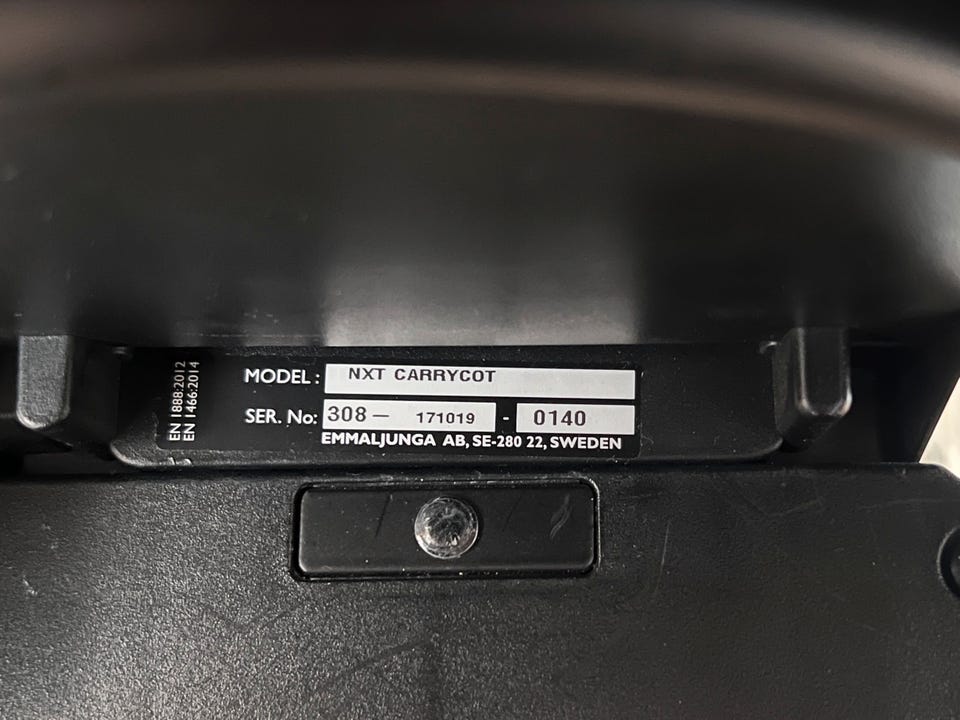 EN 1888:2012
EN 1466:2014
MODEL : NXT CARRYCOT
SER. No: 308 — 171019 - 0140
EMMALJUNGA AB, SE-280 22, SWEDEN